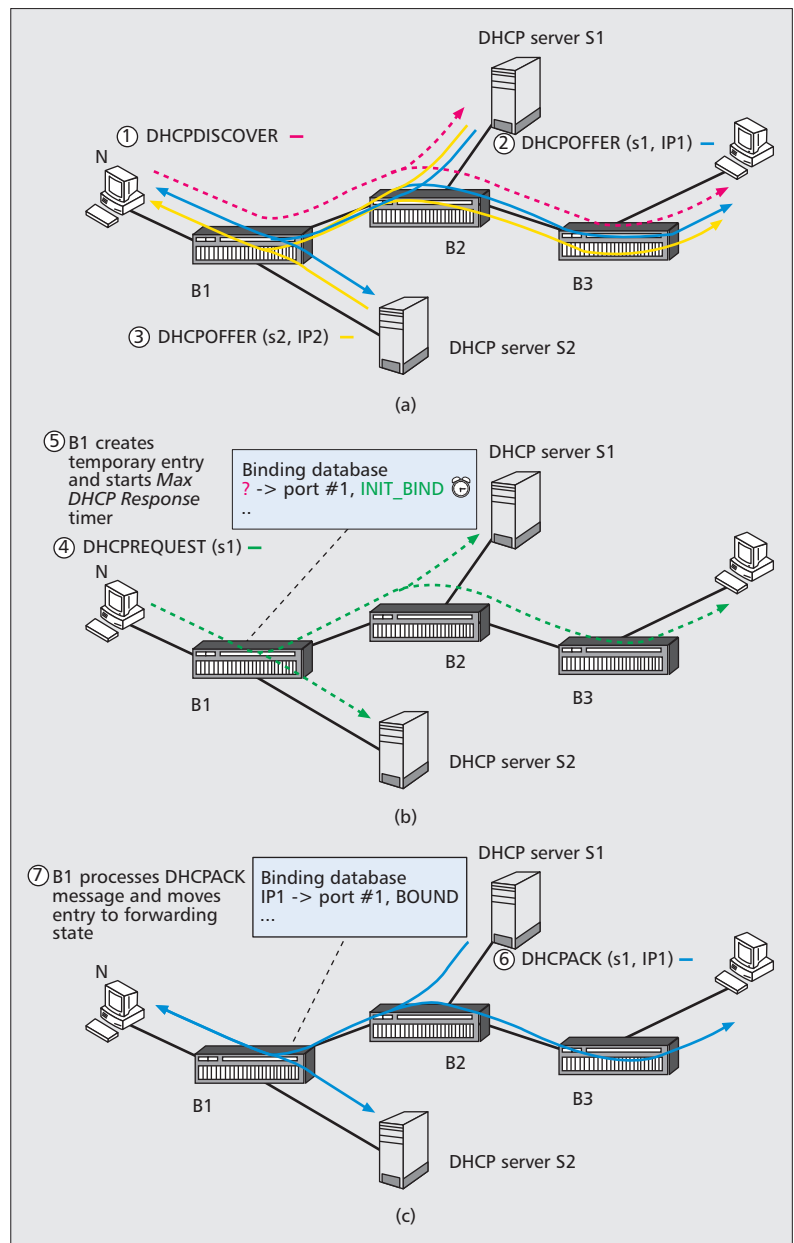 DHCP server S1
① DHCPDISCOVER
② DHCPOFFER (s1, IP1)
N
B2
B1
B3
③ DHCPOFFER (s2, IP2)
DHCP server S2
(a)
⑤ B1 creates
temporary entry
and starts Max
DHCP Response
timer
Binding database
? -> port #1, INIT_BIND
..
DHCP server S1
④ DHCPREQUEST (s1)
N
B2
B1
B3
DHCP server S2
(b)
⑦ B1 processes DHCPACK
message and moves
entry to forwarding
state
Binding database
IP1 -> port #1, BOUND
...
DHCP server S1
⑥ DHCPACK (s1, IP1)
N
B2
B1
B3
DHCP server S2
(c)